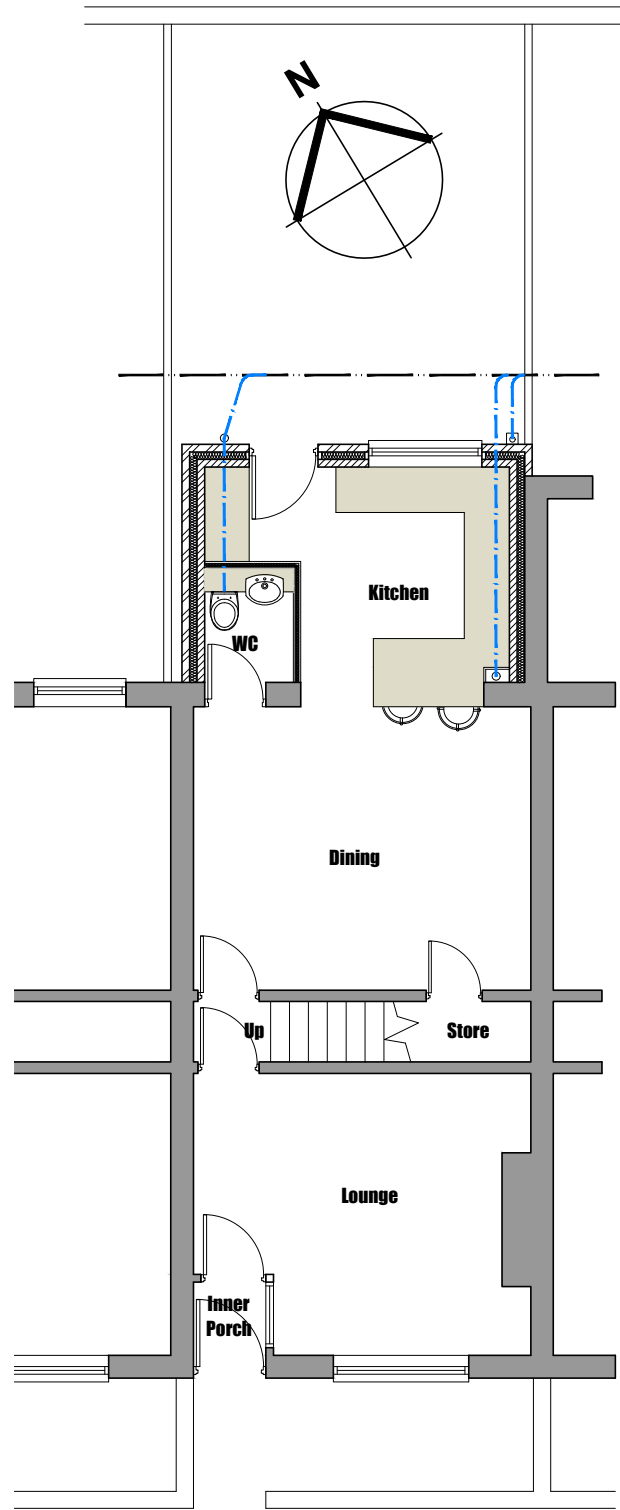 N
Kitchen
WC
Dining
Up
Store
Lounge
Inner
Porch